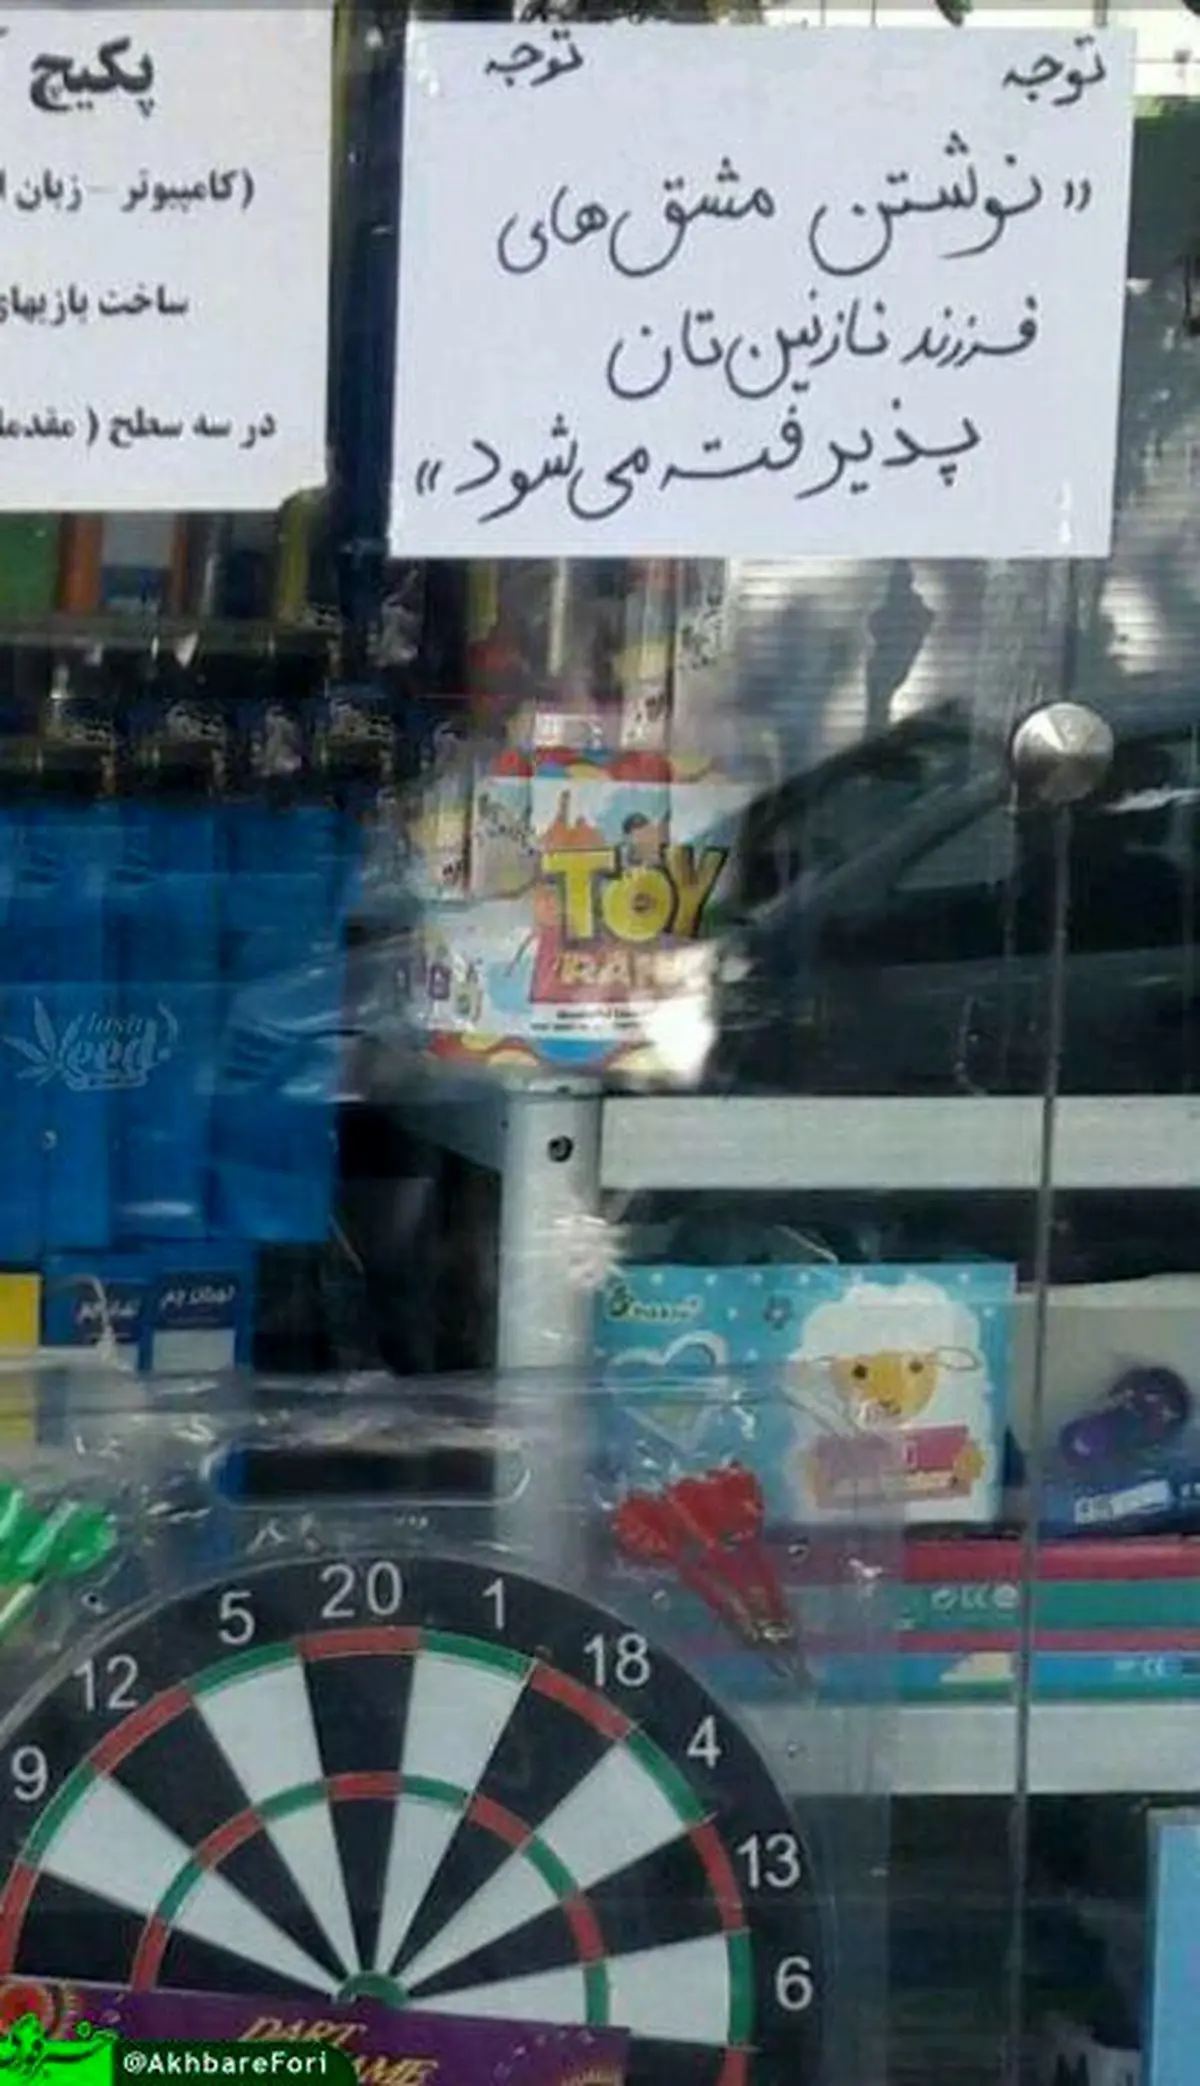 توجه توجه
«نوشتن مشق‌های
فرزند نازنین‌تان
پذیرفته می‌شود»
پکیج
(کامپیوتر - زبان
ساخت بازیهای
در سه سطح (
TOY
20
5
1
12
18
9
4
13
6
DART
@AkhbareFori